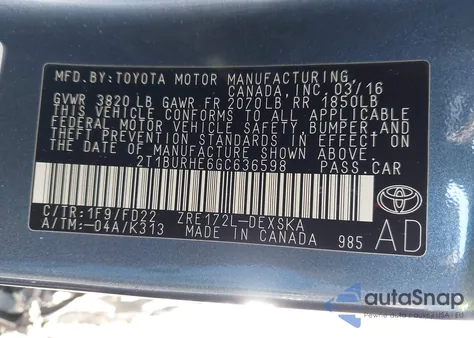 MFD. BY: TOYOTA MOTOR MANUFACTURING,
CANADA, INC. 03/16
GVWR 3820 LB GAWR FR 2070LB RR 1850LB
THIS VEHICLE CONFORMS TO ALL APPLICABLE
FEDERAL MOTOR VEHICLE SAFETY, BUMPER, AND
THEFT PREVENTION STANDARDS IN EFFECT ON
THE DATE OF MANUFACTURE SHOWN ABOVE.
2T1BURHE6GC636598 PASS. CAR
C/TR: 1F9/FD22 ZRE172L-DEXSKA
A/TM: -04A/K313 MADE IN CANADA 985
AD
autoSnap